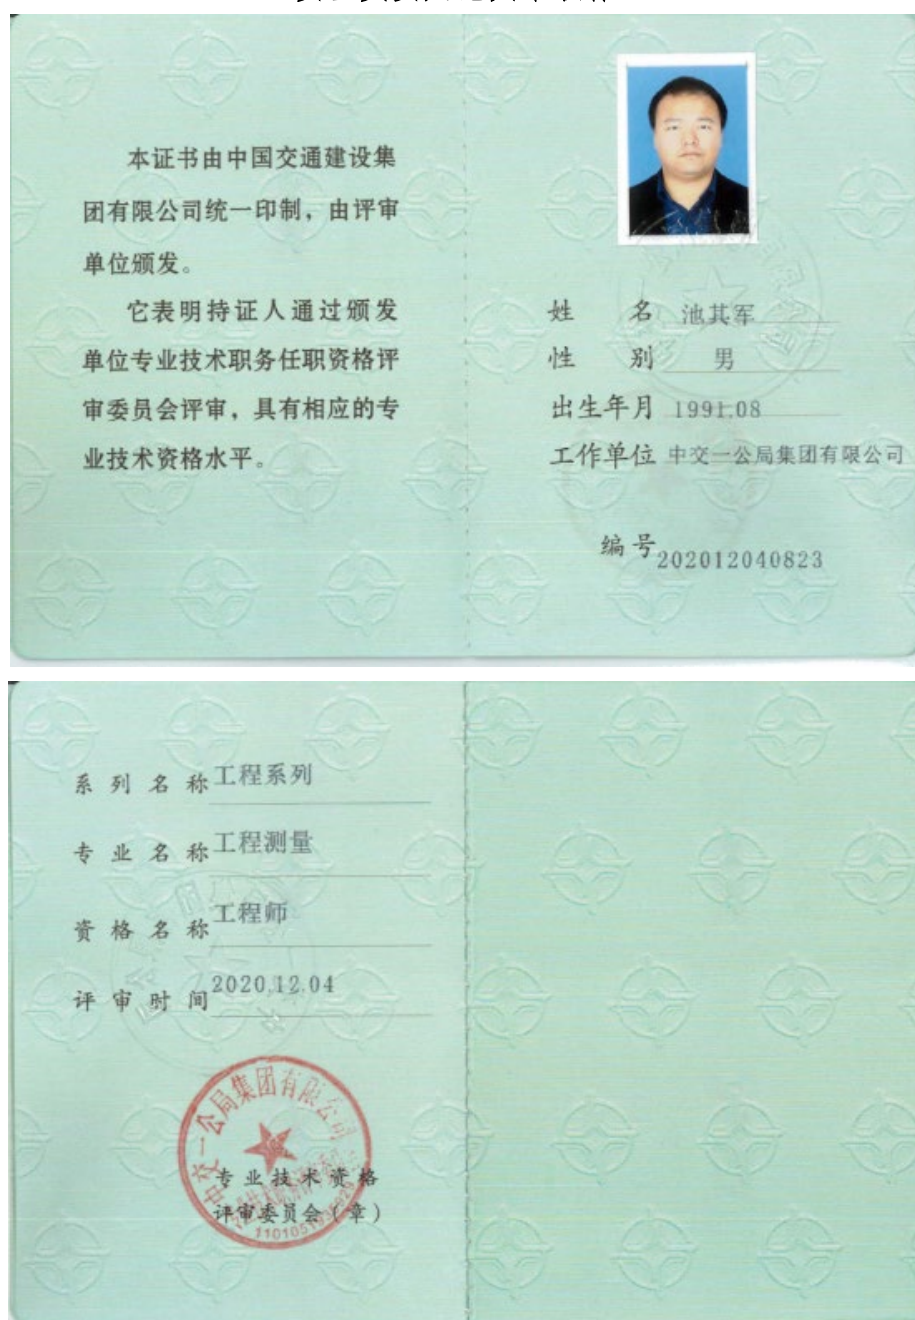 本证书由中国交通建设集
团有限公司统一印制，由评审
单位颁发。
它表明持证人通过颁发
单位专业技术职务任职资格评
审委员会评审，具有相应的专
业技术资格水平。
姓 名 池其军
性 别 男
出生年月 1991.08
工作单位 中交一公局集团有限公司
编号 202012040823
系列名称 工程系列
专业名称 工程测量
资格名称 工程师
评审时间 2020.12.04
中交一公局集团有限公司
专业技术资格
评审委员会（章）